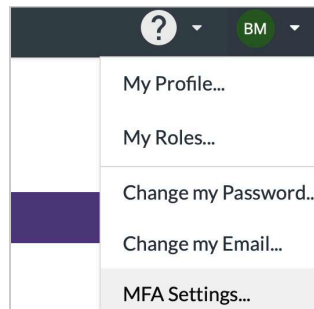 ?
BM
My Profile...
My Roles...
Change my Password..
Change my Email...
MFA Settings...